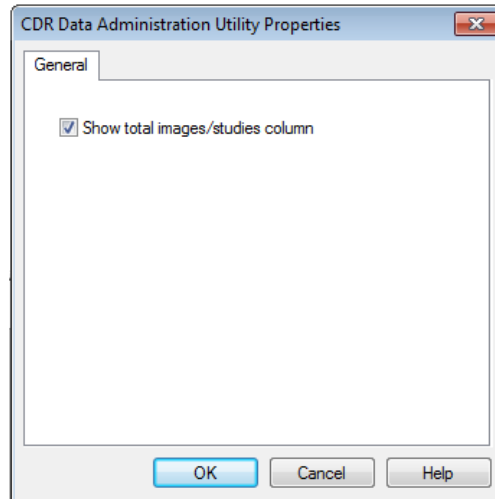 CDR Data Administration Utility Properties
General
Show total images/studies column
OK Cancel Help